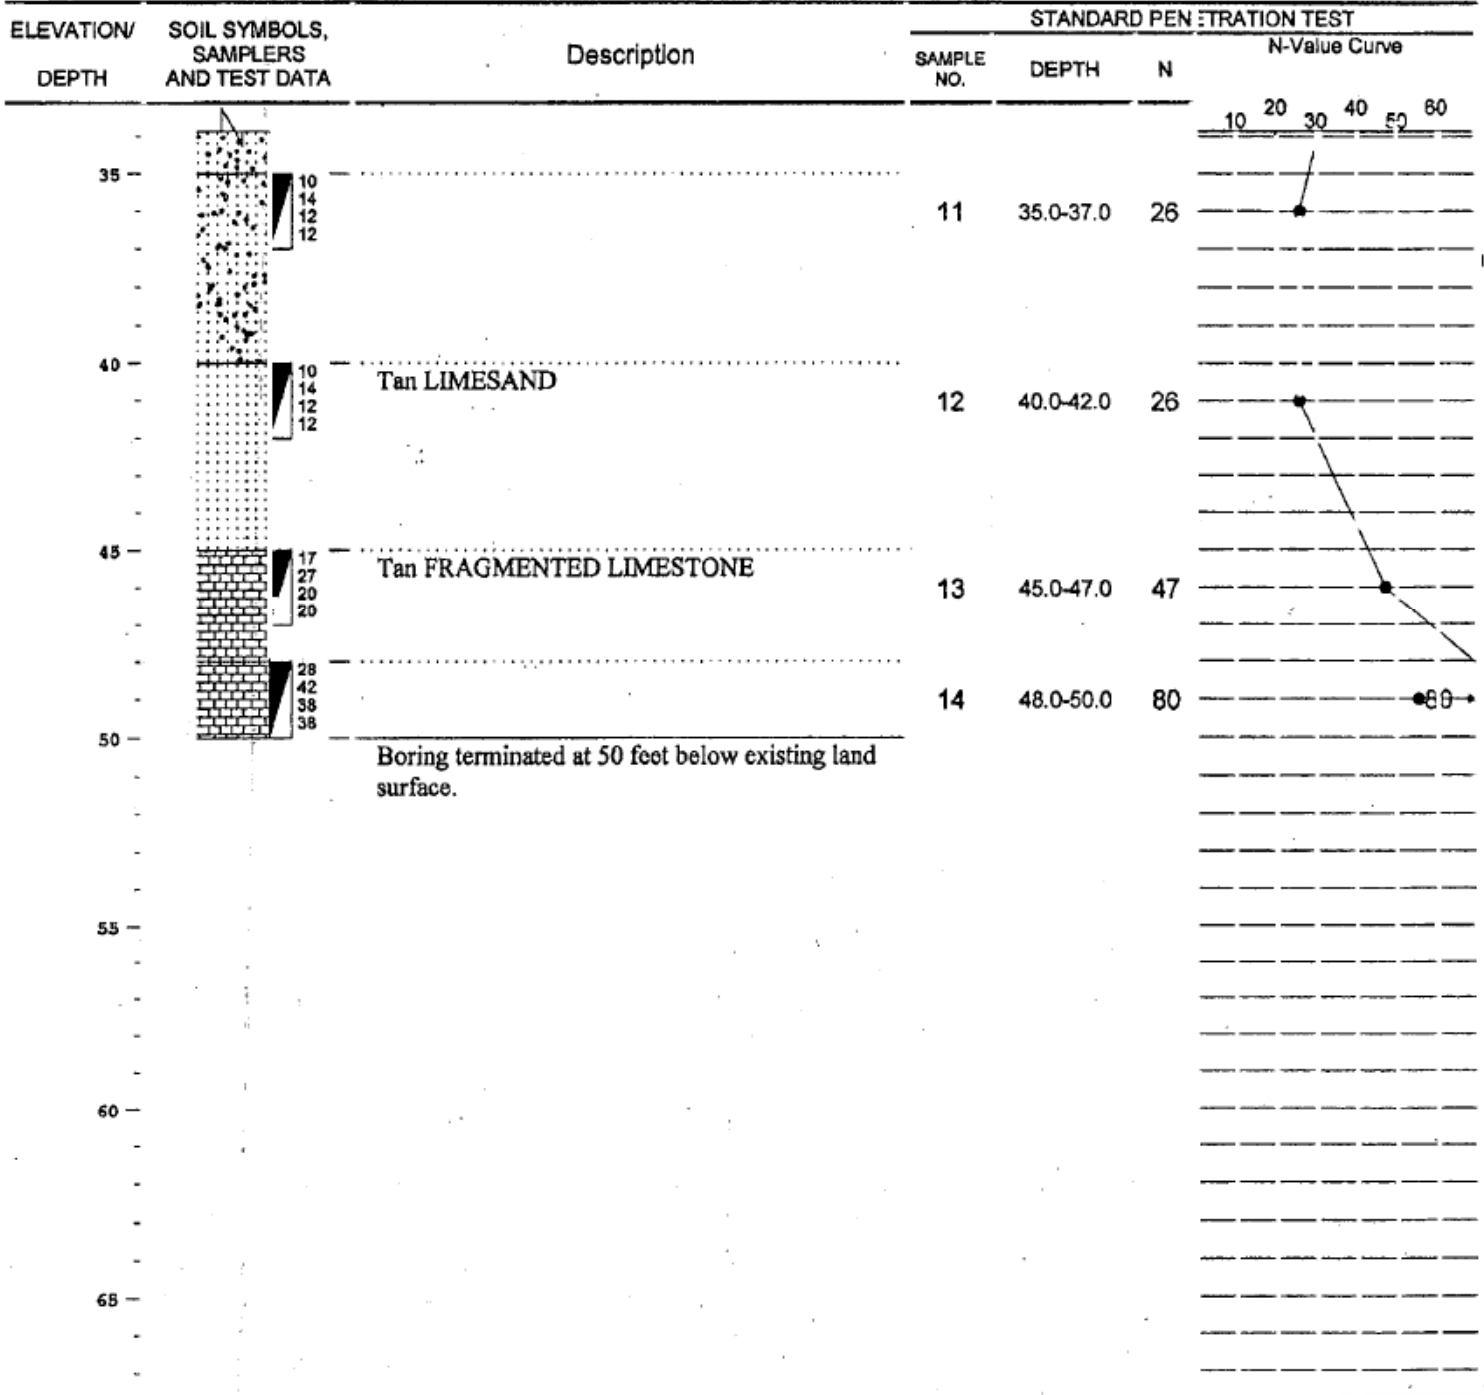 ELEVATION/
DEPTH
SOIL SYMBOLS,
SAMPLERS
AND TEST DATA
Description
STANDARD PENETRATION TEST
SAMPLE
NO.
DEPTH
N
N-Value Curve
10 20 30 40 50 60
35
10
14
12
12
11 35.0-37.0 26
40
10
14
12
12
Tan LIMESAND
12 40.0-42.0 26
45
17
27
20
20
Tan FRAGMENTED LIMESTONE
13 45.0-47.0 47
28
42
38
38
14 48.0-50.0 80 80
50
Boring terminated at 50 feet below existing land
surface.
55
60
65